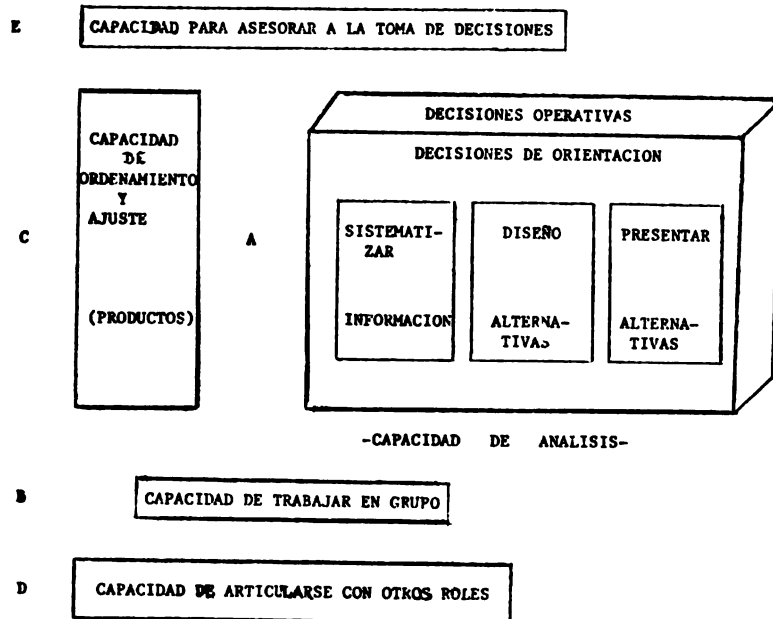 E CAPACIDAD PARA ASESORAR A LA TOMA DE DECISIONES
CAPACIDAD
DE
ORDENAMIENTO
Y
AJUSTE
(PRODUCTOS)
C
A
DECISIONES OPERATIVAS
DECISIONES DE ORIENTACION
SISTEMATI-
ZAR
INFORMACION
DISEÑO
ALTERNA-
TIVAS
PRESENTAR
ALTERNA-
TIVAS
-CAPACIDAD DE ANALISIS-
B CAPACIDAD DE TRABAJAR EN GRUPO
D CAPACIDAD DE ARTICULARSE CON OTROS ROLES